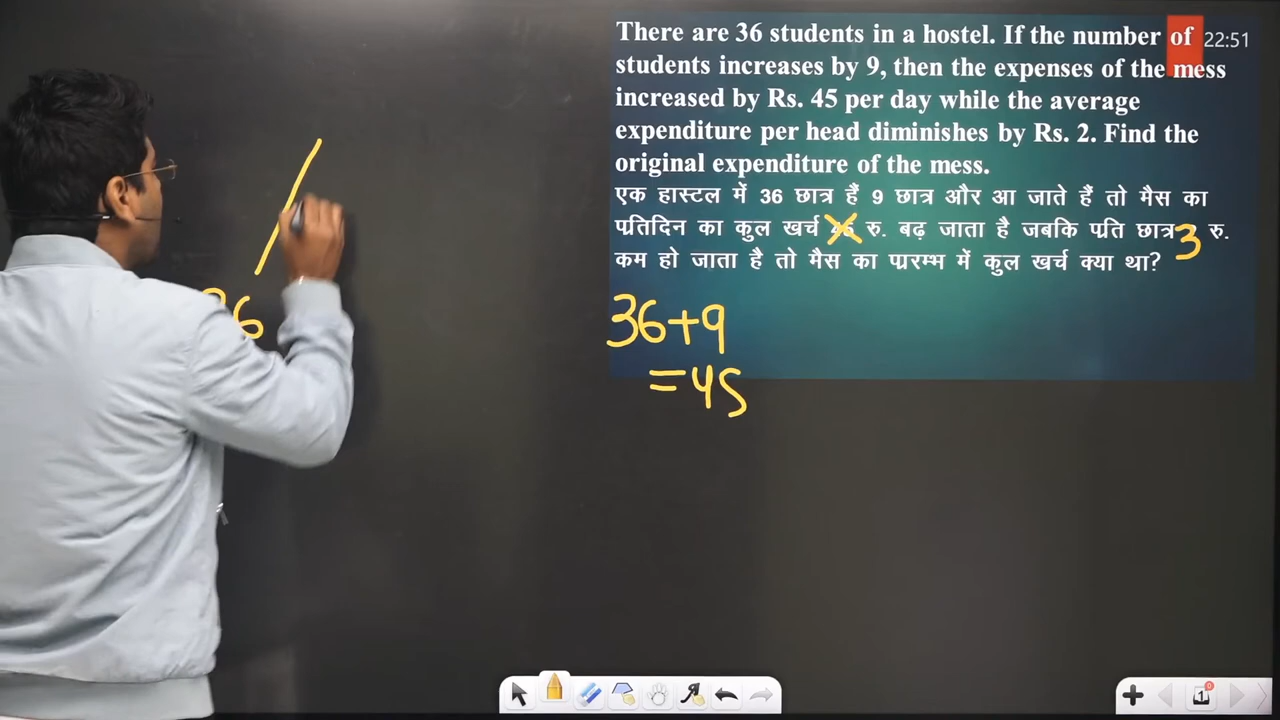 There are 36 students in a hostel. If the number of
22:51
students increases by 9, then the expenses of the mess
increased by Rs. 45 per day while the average
expenditure per head diminishes by Rs. 2. Find the
original expenditure of the mess.
एक हास्टल में 36 छात्र हैं 9 छात्र और आ जाते हैं तो मैस का
प्रतिदिन का कुल खर्च रु. बढ़ जाता है जबकि प्रति छात्र 3 रु.
कम हो जाता है तो मैस का प्रारम्भ में कुल खर्च क्या था?
36+9
=45
1